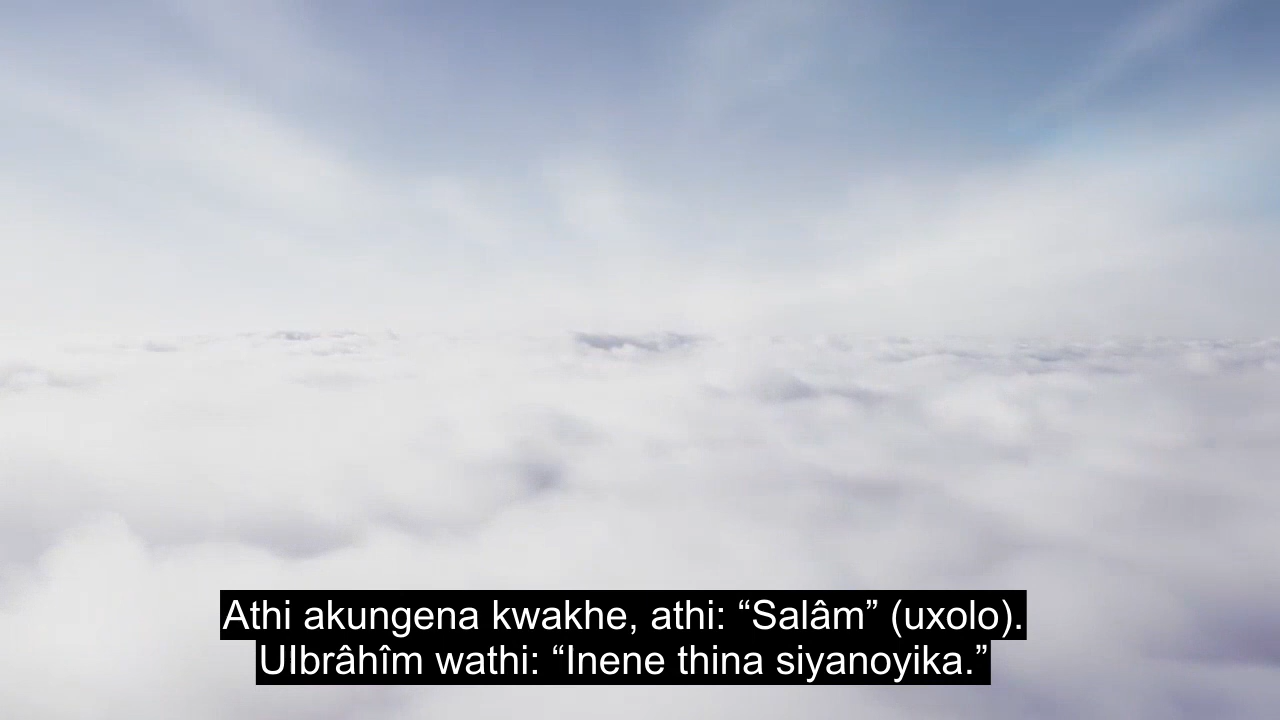 Athi akungena kwakhe, athi: “Salâm” (uxolo).
UIbrâhîm wathi: “Inene thina siyanoyika.”